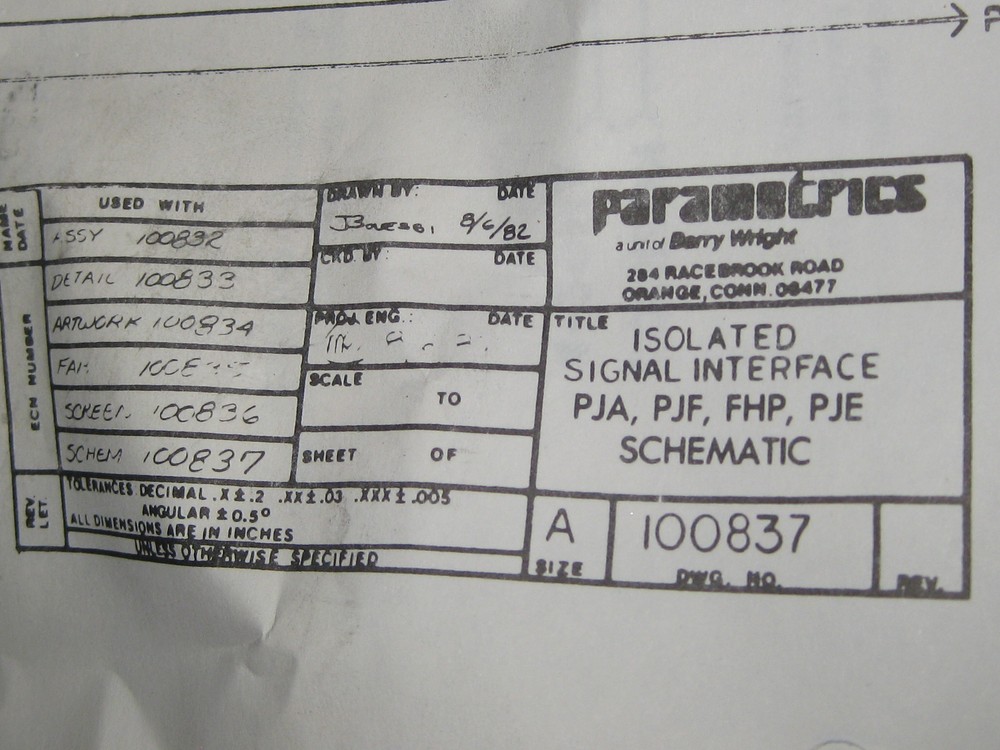 NAME
DATE
ECN NUMBER
REV.
LET.
USED WITH
ASSY 100832
DETAIL 100833
ARTWORK 100834
SCREEN 100836
SCHEM 100837
TOLERANCES DECIMAL .X ± .2 .XX ± .03 .XXX ± .005
ANGULAR ± 0.5°
ALL DIMENSIONS ARE IN INCHES
UNLESS OTHERWISE SPECIFIED
DRAWN BY: DATE
8/6/82
CKD. BY: DATE
PROJ. ENG.: DATE
SCALE
TO
SHEET OF
parametrics
a unit of Barry Wright
284 RACEBROOK ROAD
ORANGE, CONN. 06477
TITLE
ISOLATED
SIGNAL INTERFACE
PJA, PJF, FHP, PJE
SCHEMATIC
A
SIZE
100837
DWG. NO.
REV.